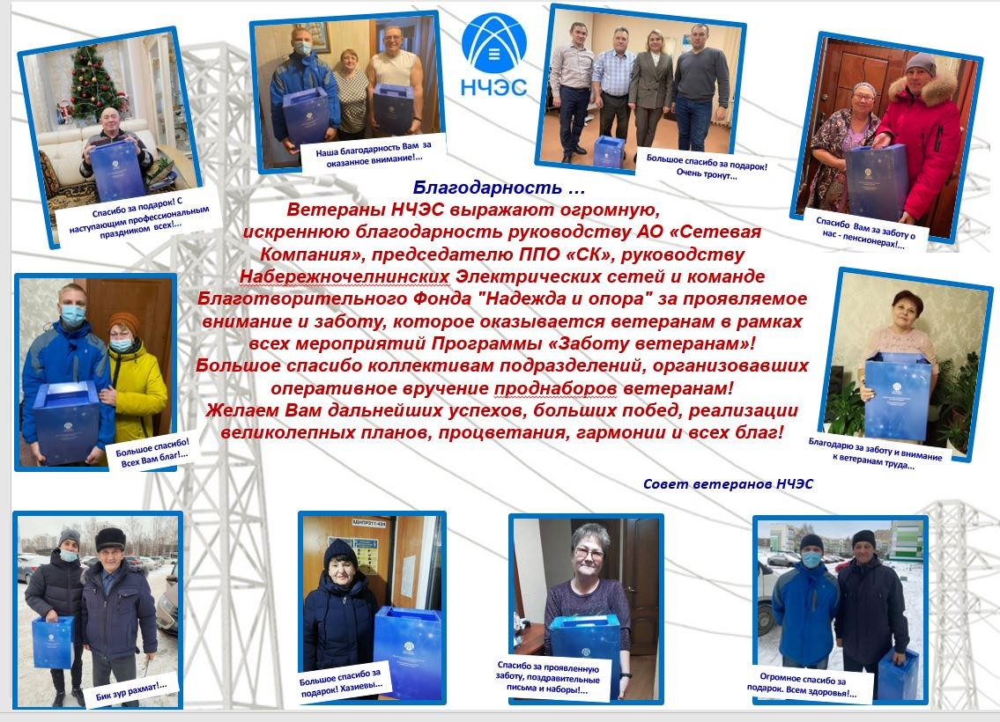 НЧЭС
Спасибо за подарок! С
наступающим профессиональным
праздником всех!...
Наша благодарность Вам за
оказанное внимание!...
Большое спасибо за подарок!
Очень тронут...
Спасибо Вам за заботу о
нас - пенсионерах!...
Благодарность ...
Ветераны НЧЭС выражают огромную,
искреннюю благодарность руководству АО «Сетевая
Компания», председателю ППО «СК», руководству
Набережночелнинских Электрических сетей и команде
Благотворительного Фонда "Надежда и опора" за проявляемое
внимание и заботу, которое оказывается ветеранам в рамках
всех мероприятий Программы «Заботу ветеранам»!
Большое спасибо коллективам подразделений, организовавших
оперативное вручение проднаборов ветеранам!
Желаем Вам дальнейших успехов, больших побед, реализации
великолепных планов, процветания, гармонии и всех благ!
Совет ветеранов НЧЭС
Большое спасибо!
Всех Вам благ!...
Благодарю за заботу и внимание
к ветеранам труда...
Бик зур рахмат!...
ЗДНПР311-434
Большое спасибо за
подарок! Хазиевы...
Спасибо за проявленную
заботу, поздравительные
письма и наборы!...
Огромное спасибо за
подарок. Всем здоровья!...